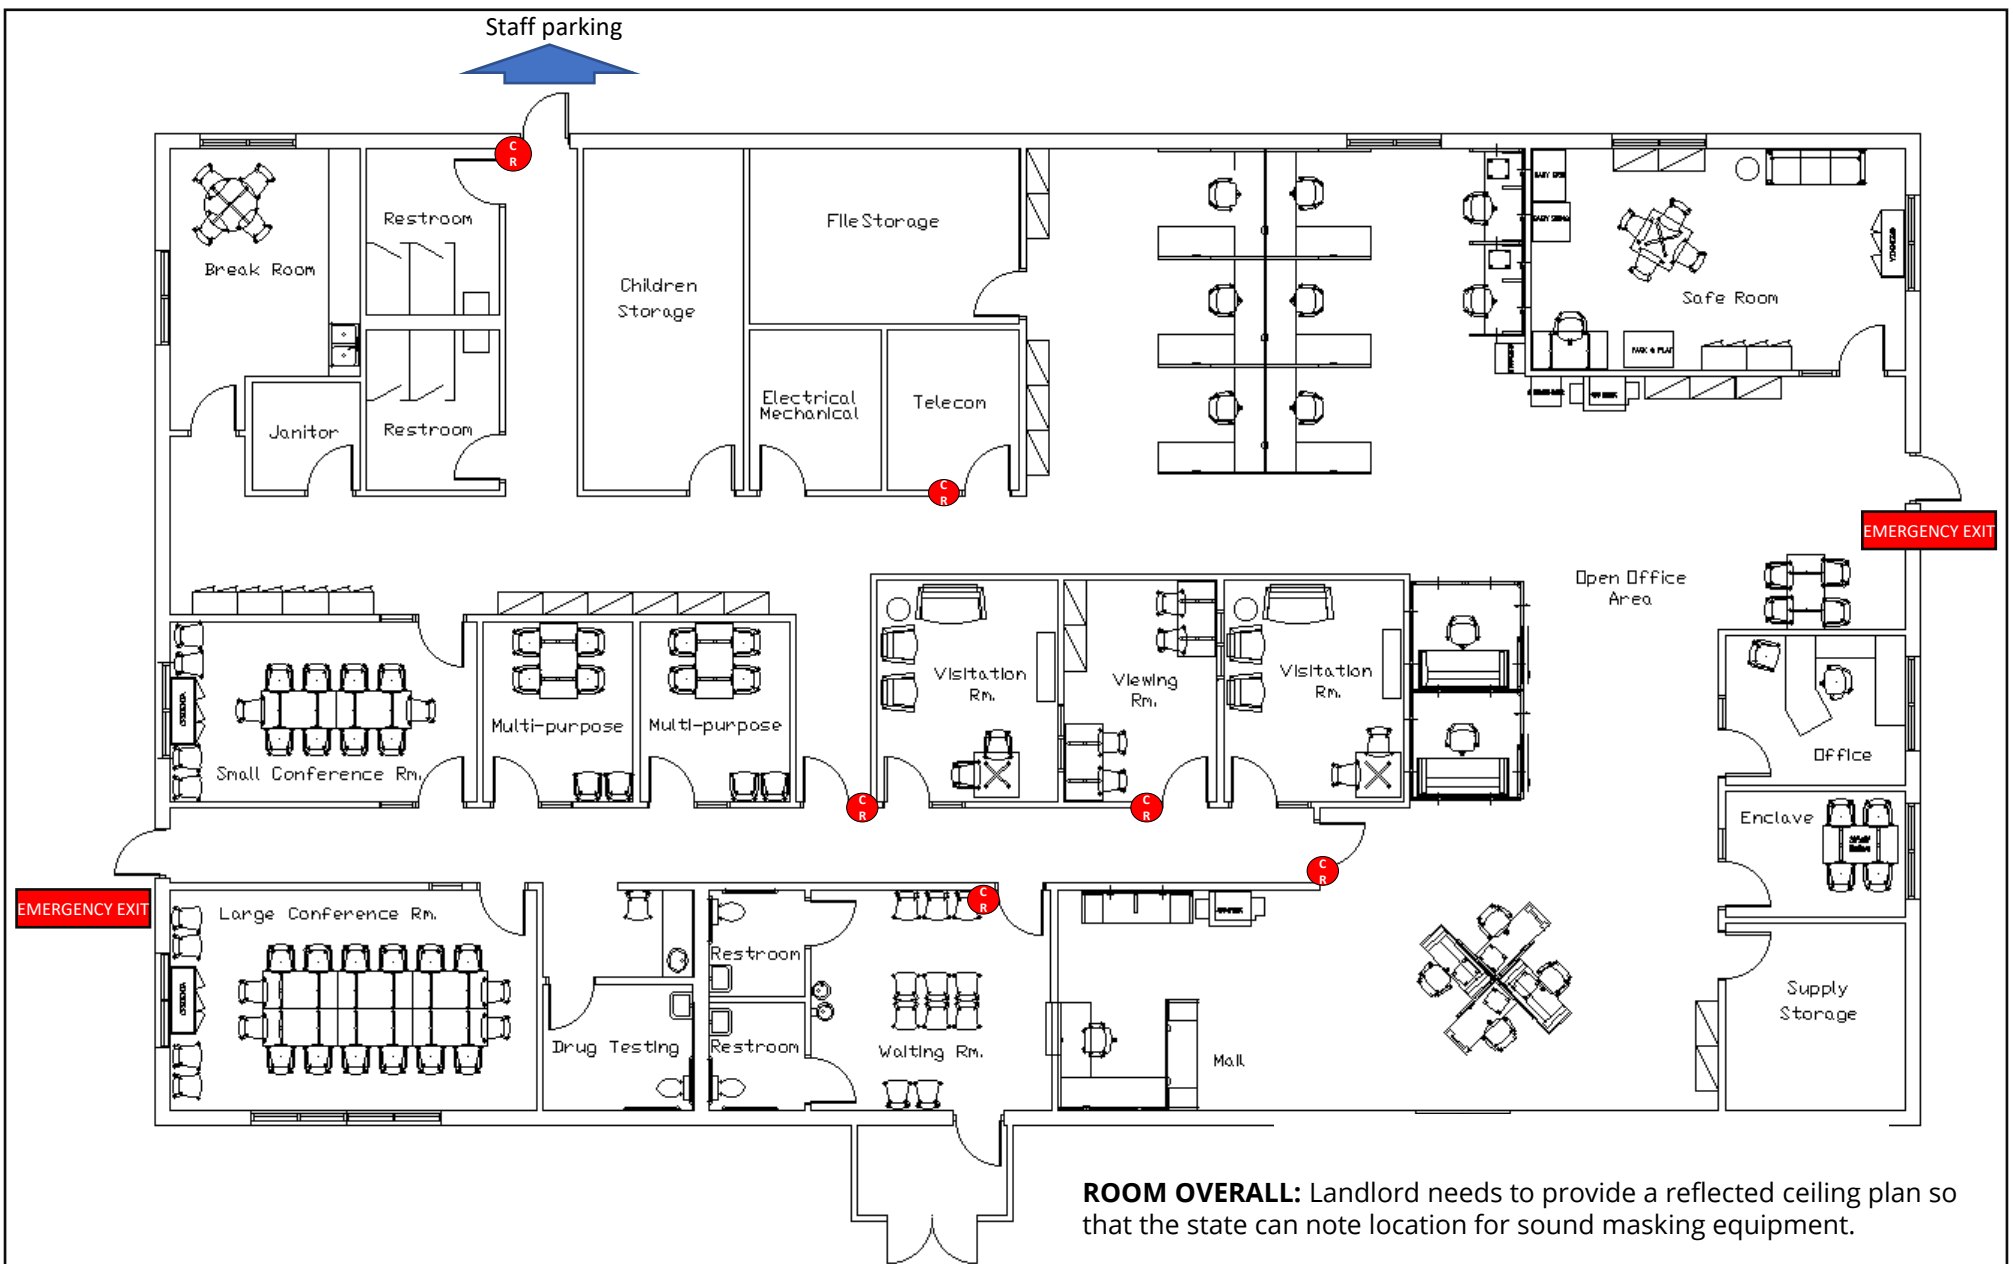 Staff parking
C
R
Restroom
FileStorage
Break Room
Children
Storage
Safe Room
Electrical
Mechanical
Telecom
Janitor
Restroom
C
R
EMERGENCY EXIT
Open Office
Area
Visitation
Rm.
Viewing
Rm.
Visitation
Rm.
Multi-purpose
Multi-purpose
Small Conference Rm.
Office
C
R
C
R
Enclave
C
R
EMERGENCY EXIT
Large Conference Rm.
C
R
Restroom
Supply
Storage
Drug Testing
Restroom
Waiting Rm.
Mail
ROOM OVERALL: Landlord needs to provide a reflected ceiling plan so
that the state can note location for sound masking equipment.